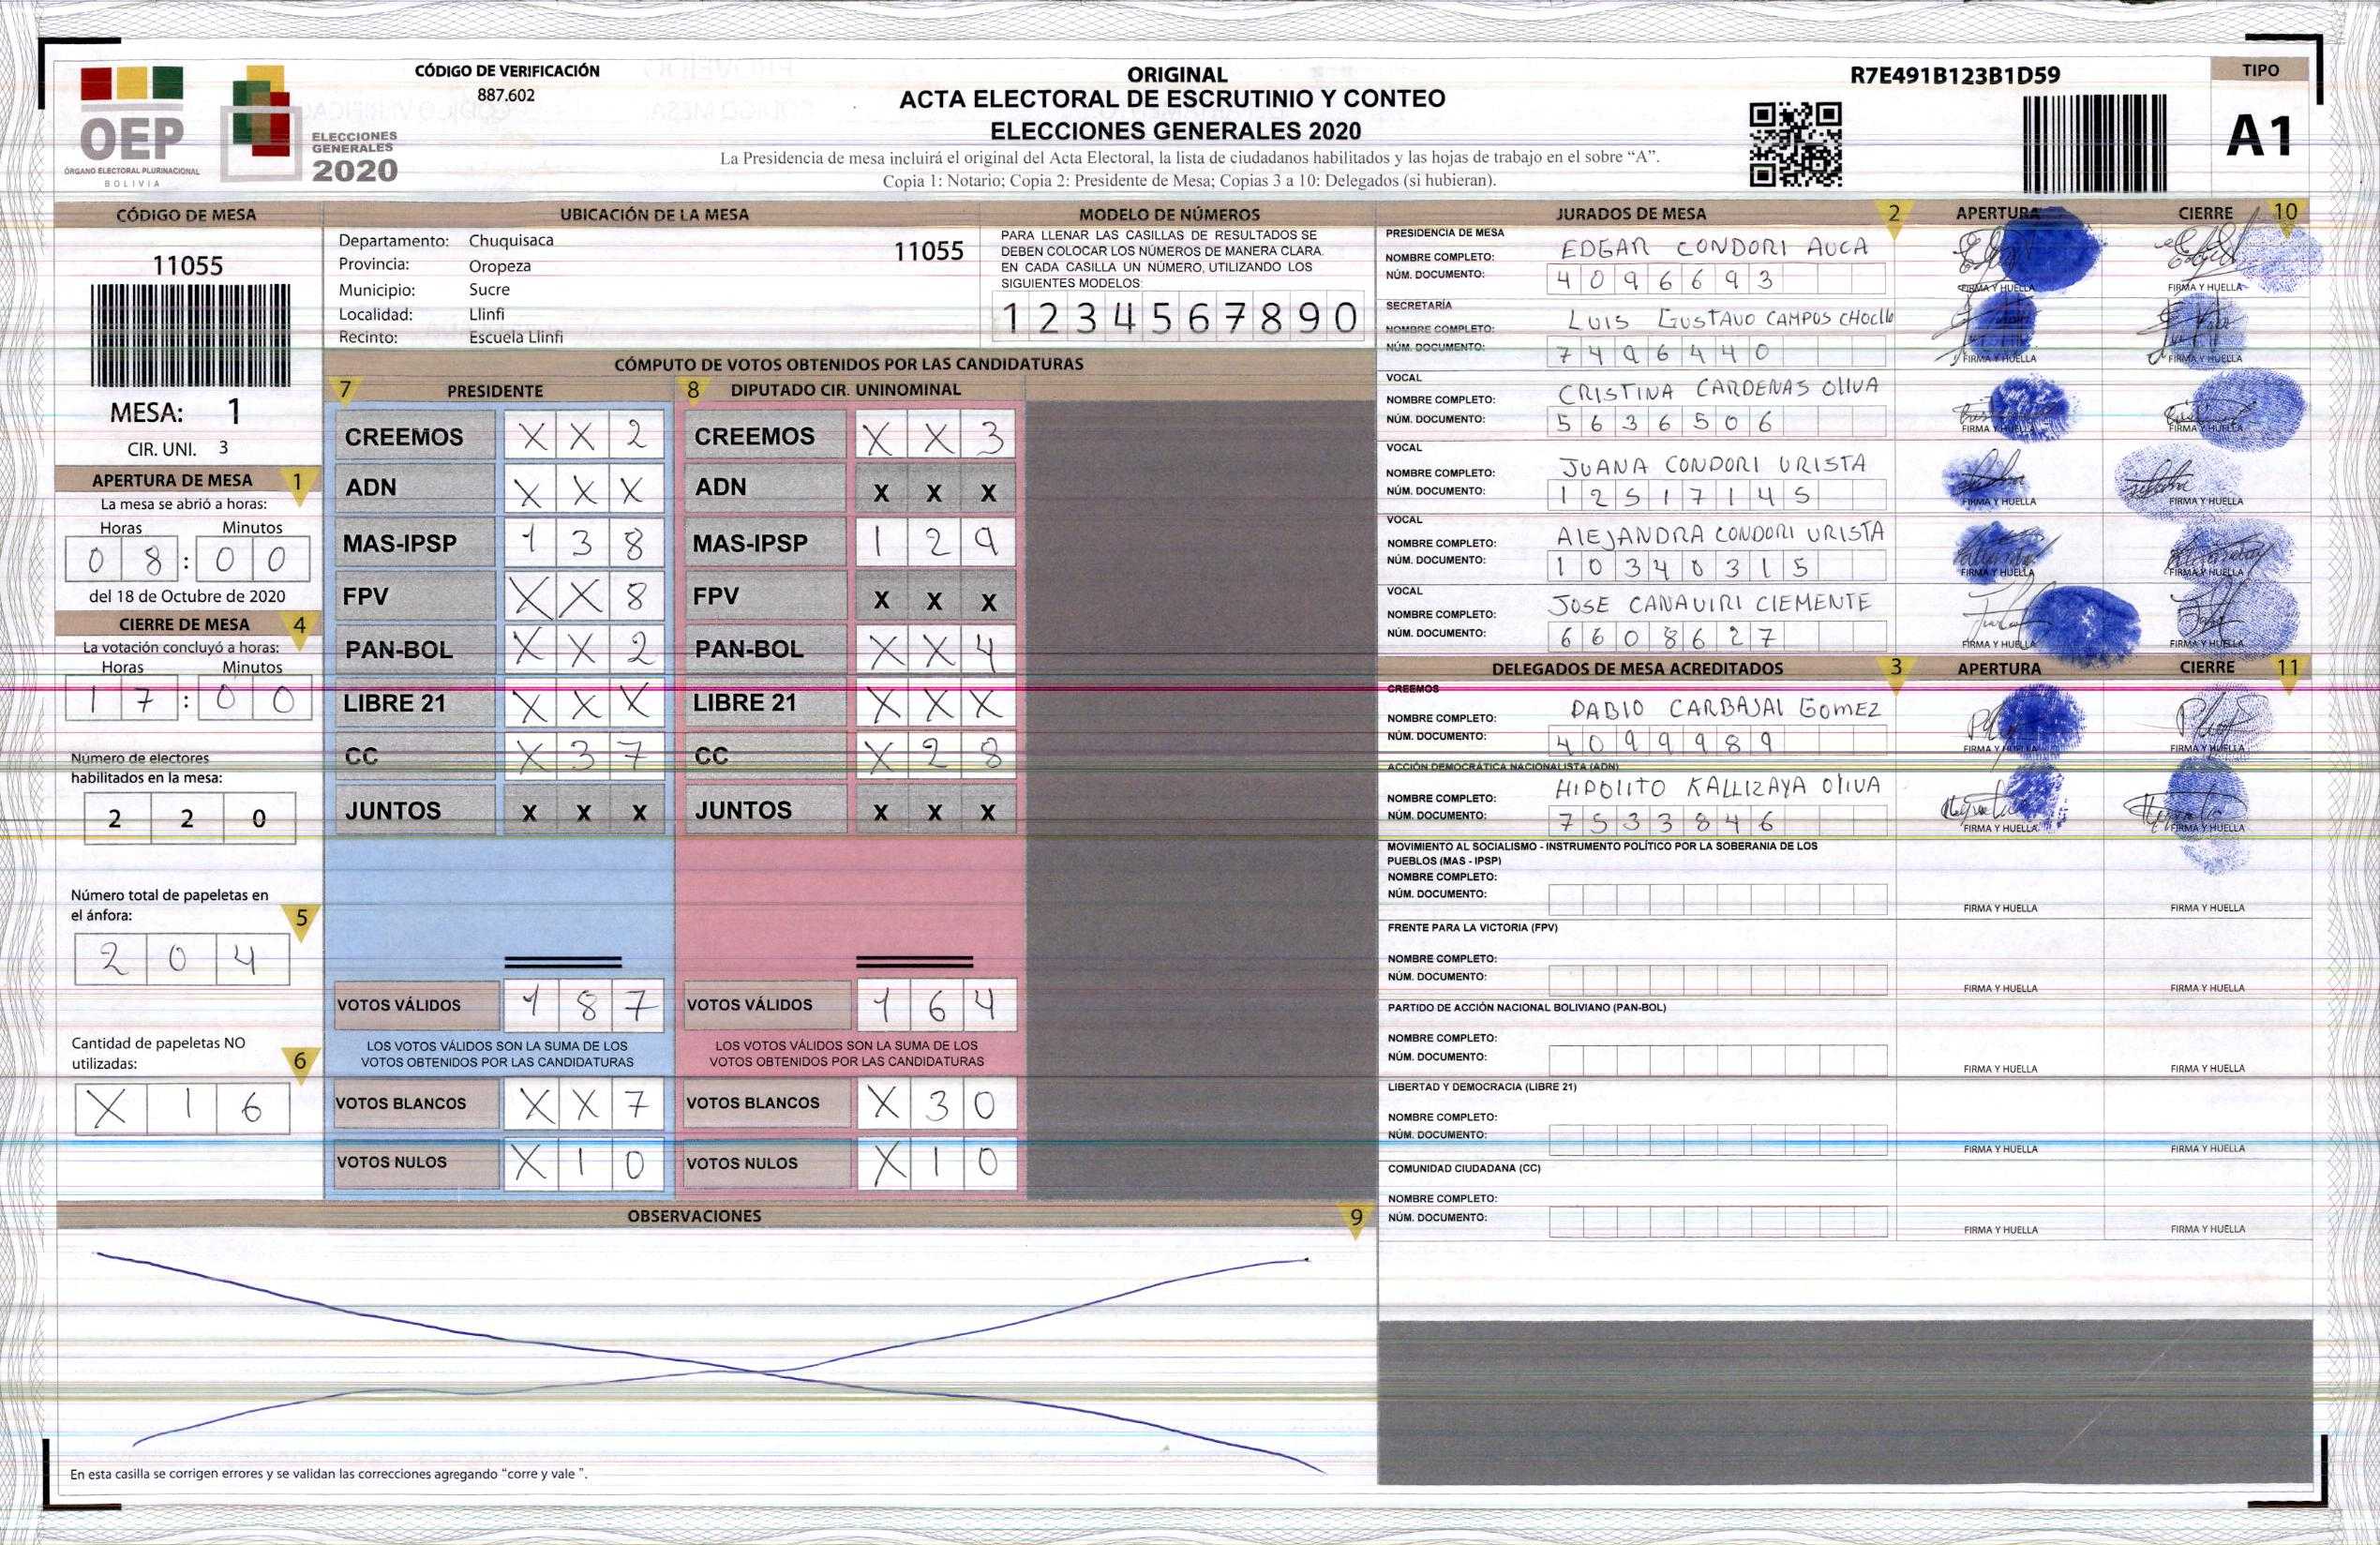 CÓDIGO DE VERIFICACIÓN
887.602
ORIGINAL
ACTA ELECTORAL DE ESCRUTINIO Y CONTEO
ELECCIONES GENERALES 2020
La Presidencia de mesa incluirá el original del Acta Electoral, la lista de ciudadanos habilitados y las hojas de trabajo en el sobre “A”.
Copia 1: Notario; Copia 2: Presidente de Mesa; Copias 3 a 10: Delegados (si hubieran).
R7E491B123B1D59
TIPO
A1
OEP
ÓRGANO ELECTORAL PLURINACIONAL
BOLIVIA
ELECCIONES
GENERALES
2020
CÓDIGO DE MESA
11055
MESA: 1
CIR. UNI. 3
APERTURA DE MESA 1
La mesa se abrió a horas:
Horas Minutos
0 8 : 0 0
del 18 de Octubre de 2020
CIERRE DE MESA 4
La votación concluyó a horas:
Horas Minutos
1 7 : 0 0
Número de electores
habilitados en la mesa:
2 2 0
Número total de papeletas en
el ánfora: 5
2 0 4
Cantidad de papeletas NO
utilizadas: 6
X 1 6
UBICACIÓN DE LA MESA
Departamento: Chuquisaca 11055
Provincia: Oropeza
Municipio: Sucre
Localidad: Llinfi
Recinto: Escuela Llinfi
MODELO DE NÚMEROS
PARA LLENAR LAS CASILLAS DE RESULTADOS SE
DEBEN COLOCAR LOS NÚMEROS DE MANERA CLARA.
EN CADA CASILLA UN NÚMERO, UTILIZANDO LOS
SIGUIENTES MODELOS:
1 2 3 4 5 6 7 8 9 0
CÓMPUTO DE VOTOS OBTENIDOS POR LAS CANDIDATURAS
7 PRESIDENTE 8 DIPUTADO CIR. UNINOMINAL
CREEMOS X X 2 CREEMOS X X 3
ADN X X X ADN X X X
MAS-IPSP 1 3 8 MAS-IPSP 1 2 9
FPV X X 8 FPV X X X
PAN-BOL X X 2 PAN-BOL X X 4
LIBRE 21 X X X LIBRE 21 X X X
CC X 3 7 CC X 2 8
JUNTOS X X X JUNTOS X X X
VOTOS VÁLIDOS 1 8 7 VOTOS VÁLIDOS 1 6 4
LOS VOTOS VÁLIDOS SON LA SUMA DE LOS LOS VOTOS VÁLIDOS SON LA SUMA DE LOS
VOTOS OBTENIDOS POR LAS CANDIDATURAS VOTOS OBTENIDOS POR LAS CANDIDATURAS
VOTOS BLANCOS X X 7 VOTOS BLANCOS X 3 0
VOTOS NULOS X 1 0 VOTOS NULOS X 1 0
OBSERVACIONES 9
En esta casilla se corrigen errores y se validan las correcciones agregando “corre y vale ”.
JURADOS DE MESA 2 APERTURA CIERRE 10
PRESIDENCIA DE MESA
NOMBRE COMPLETO: EDGAR CONDORI AUCA
NÚM. DOCUMENTO: 4 0 9 6 6 9 3
FIRMA Y HUELLA FIRMA Y HUELLA
SECRETARÍA
NOMBRE COMPLETO: LUIS GUSTAVO CAMPUS CHOCllo
NÚM. DOCUMENTO: 7 4 9 6 4 4 0
FIRMA Y HUELLA FIRMA Y HUELLA
VOCAL
NOMBRE COMPLETO: CRISTINA CARDENAS OlIVA
NÚM. DOCUMENTO: 5 6 3 6 5 0 6
FIRMA Y HUELLA FIRMA Y HUELLA
VOCAL
NOMBRE COMPLETO: JUANA CONDORI URISTA
NÚM. DOCUMENTO: 1 2 5 1 7 1 4 5
FIRMA Y HUELLA FIRMA Y HUELLA
VOCAL
NOMBRE COMPLETO: AlEJANDRA CONDORI URISTA
NÚM. DOCUMENTO: 1 0 3 4 0 3 1 5
FIRMA Y HUELLA FIRMA Y HUELLA
VOCAL
NOMBRE COMPLETO: JOSE CANAVIRI ClEMENTE
NÚM. DOCUMENTO: 6 6 0 8 6 2 7
FIRMA Y HUELLA FIRMA Y HUELLA
DELEGADOS DE MESA ACREDITADOS 3 APERTURA CIERRE 11
CREEMOS
NOMBRE COMPLETO: PABlO CARBAJAl GOMEZ
NÚM. DOCUMENTO: 4 0 9 9 9 8 9
FIRMA Y HUELLA FIRMA Y HUELLA
ACCIÓN DEMOCRÁTICA NACIONALISTA (ADN)
NOMBRE COMPLETO: HIPOlITO KALLIZAYA OlIVA
NÚM. DOCUMENTO: 7 5 3 3 8 4 6
FIRMA Y HUELLA FIRMA Y HUELLA
MOVIMIENTO AL SOCIALISMO - INSTRUMENTO POLÍTICO POR LA SOBERANIA DE LOS
PUEBLOS (MAS - IPSP)
NOMBRE COMPLETO:
NÚM. DOCUMENTO:
FIRMA Y HUELLA FIRMA Y HUELLA
FRENTE PARA LA VICTORIA (FPV)
NOMBRE COMPLETO:
NÚM. DOCUMENTO:
FIRMA Y HUELLA FIRMA Y HUELLA
PARTIDO DE ACCIÓN NACIONAL BOLIVIANO (PAN-BOL)
NOMBRE COMPLETO:
NÚM. DOCUMENTO:
FIRMA Y HUELLA FIRMA Y HUELLA
LIBERTAD Y DEMOCRACIA (LIBRE 21)
NOMBRE COMPLETO:
NÚM. DOCUMENTO:
FIRMA Y HUELLA FIRMA Y HUELLA
COMUNIDAD CIUDADANA (CC)
NOMBRE COMPLETO:
NÚM. DOCUMENTO:
FIRMA Y HUELLA FIRMA Y HUELLA